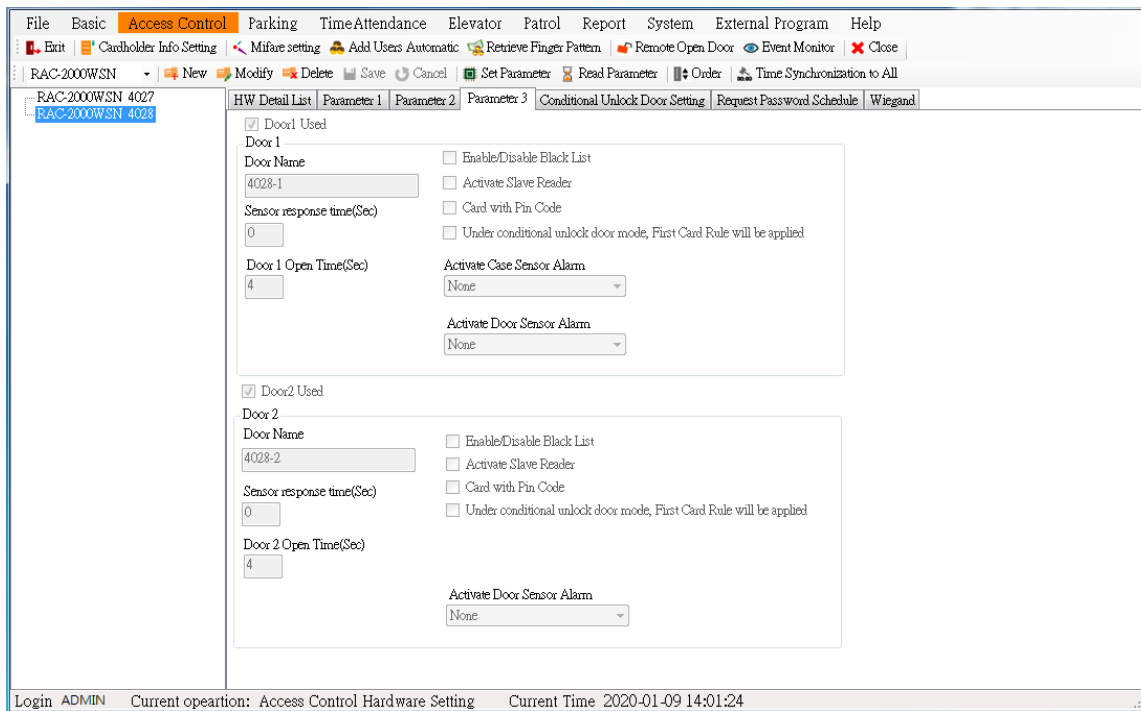 File Basic Access Control Parking TimeAttendance Elevator Patrol Report System External Program Help
Exit Cardholder Info Setting Mifare setting Add Users Automatic Retrieve Finger Pattern Remote Open Door Event Monitor Close
RAC-2000WSN New Modify Delete Save Cancel Set Parameter Read Parameter Order Time Synchronization to All
RAC-2000WSN 4027
RAC-2000WSN 4028
HW Detail List Parameter 1 Parameter 2 Parameter 3 Conditional Unlock Door Setting Request Password Schedule Wiegand
Door1 Used
Door 1
Door Name
4028-1
Sensor response time(Sec)
0
Door 1 Open Time(Sec)
4
Enable/Disable Black List
Activate Slave Reader
Card with Pin Code
Under conditional unlock door mode, First Card Rule will be applied
Activate Case Sensor Alarm
None
Activate Door Sensor Alarm
None
Door2 Used
Door 2
Door Name
4028-2
Sensor response time(Sec)
0
Door 2 Open Time(Sec)
4
Enable/Disable Black List
Activate Slave Reader
Card with Pin Code
Under conditional unlock door mode, First Card Rule will be applied
Activate Door Sensor Alarm
None
Login ADMIN Current opeartion: Access Control Hardware Setting Current Time 2020-01-09 14:01:24